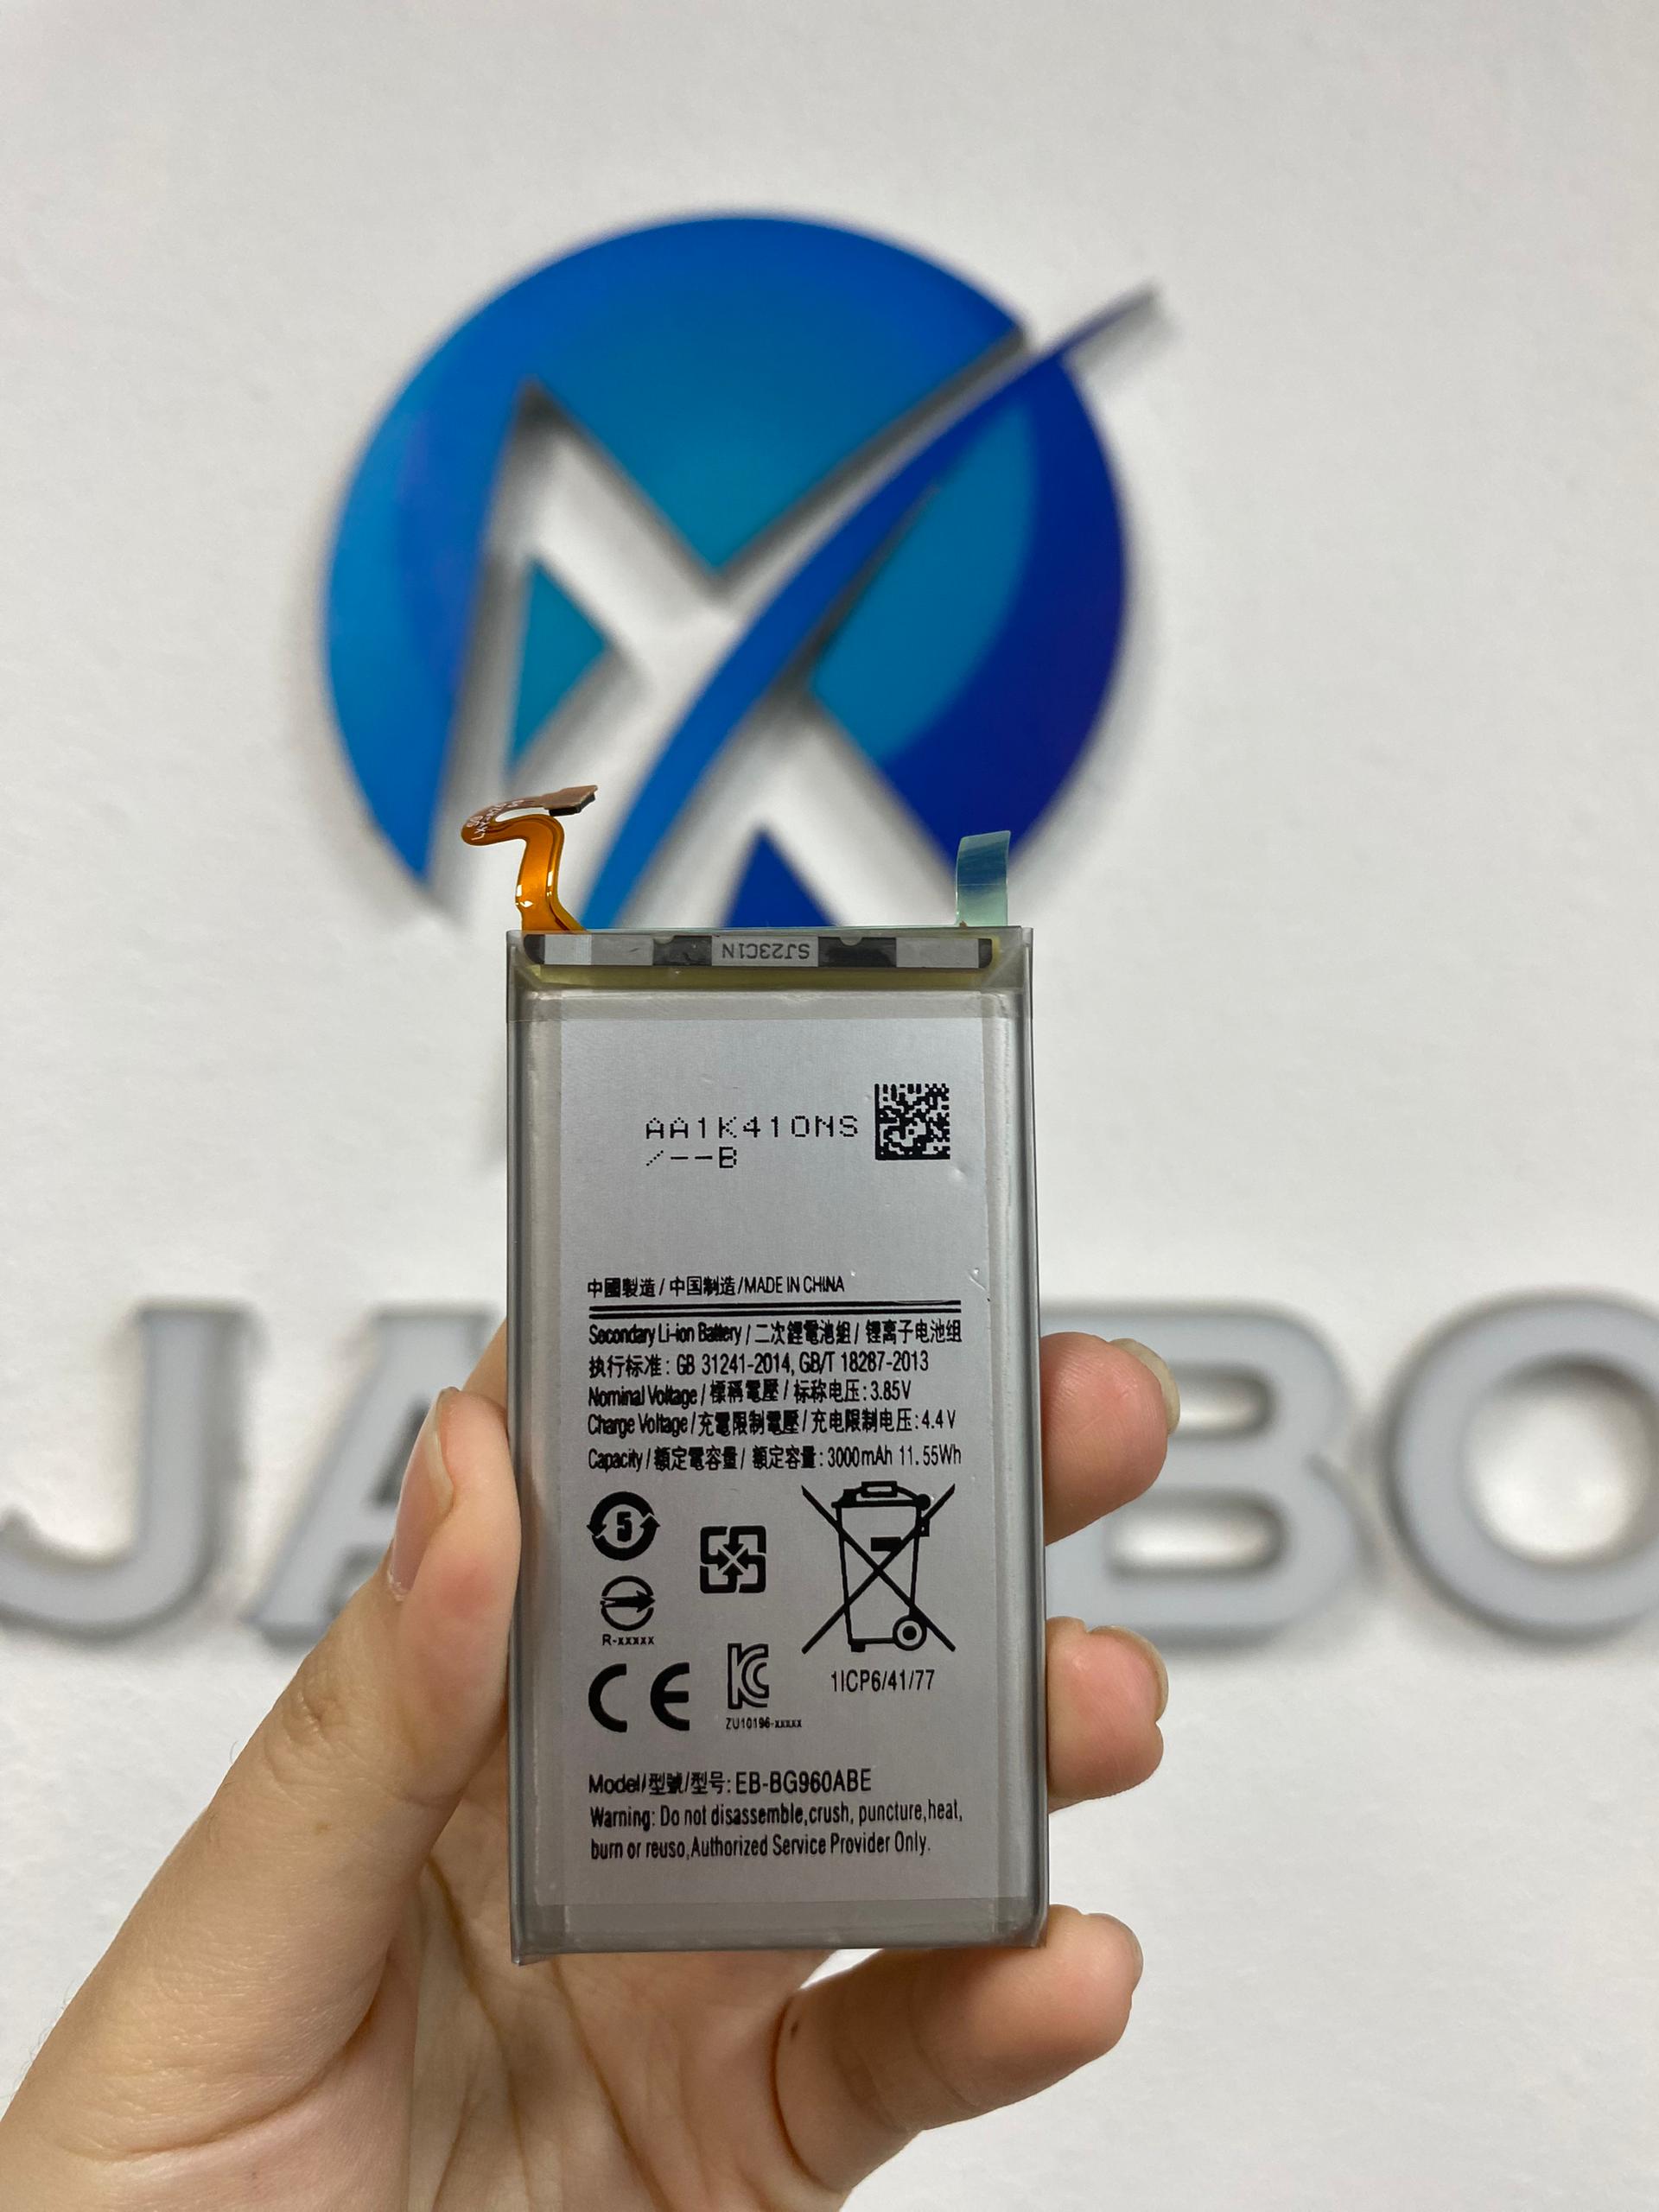 SJ23C1N
AA1K410NS
/--B
中國製造/中国制造/MADE IN CHINA
Secondary Li-ion Battery/二次鋰電池組/锂离子电池组
执行标准: GB 31241-2014, GB/T 18287-2013
Nominal Voltage/標稱電壓/标称电压:3.85V
Charge Voltage/充電限制電壓/充电限制电压:4.4V
Capacity/額定電容量/額定容量:3000mAh 11.55Wh
5
R-xxxxx
CE
KC
ZU10196-xxxxx
1ICP6/41/77
Model/型號/型号: EB-BG960ABE
Warning: Do not disassemble,crush, puncture,heat,
burn or reuso,Authorized Service Provider Only.
JABO